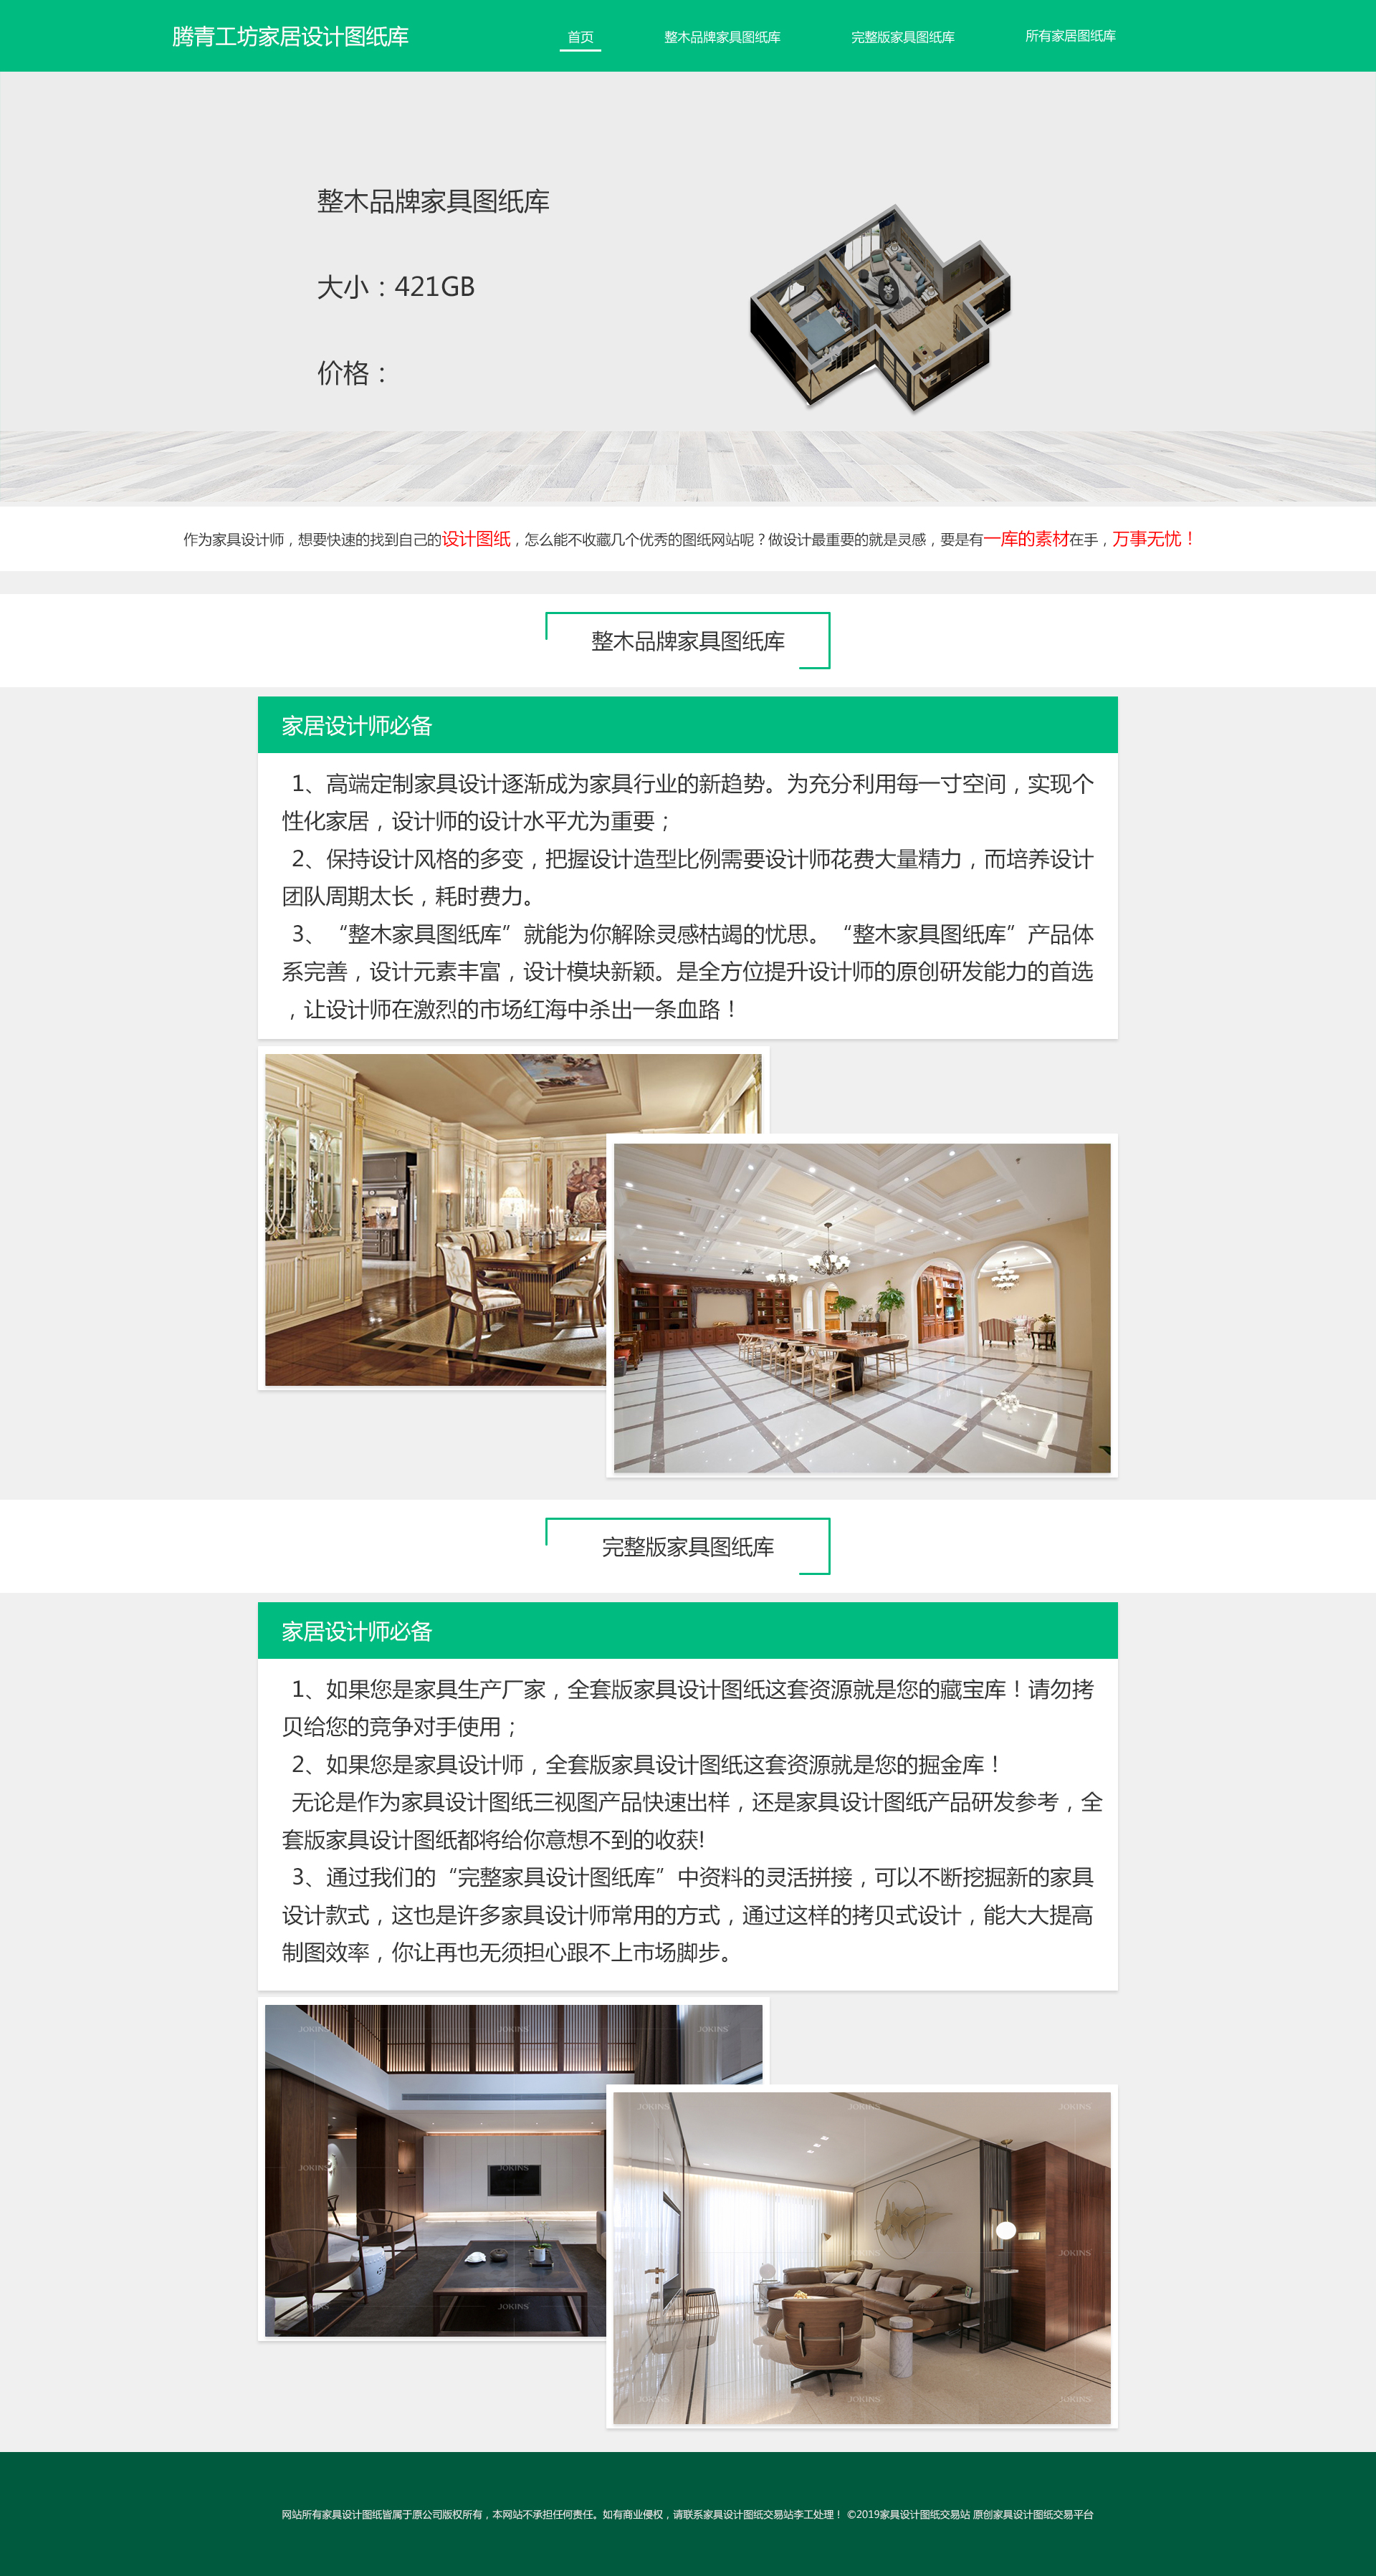 腾青工坊家居设计图纸库
首页 整木品牌家具图纸库 完整版家具图纸库 所有家居图纸库
整木品牌家具图纸库
大小：421GB
价格：
作为家具设计师，想要快速的找到自己的设计图纸，怎么能不收藏几个优秀的图纸网站呢？做设计最重要的就是灵感，要是有一库的素材在手，万事无忧！
整木品牌家具图纸库
家居设计师必备
1、高端定制家具设计逐渐成为家具行业的新趋势。为充分利用每一寸空间，实现个
性化家居，设计师的设计水平尤为重要；
2、保持设计风格的多变，把握设计造型比例需要设计师花费大量精力，而培养设计
团队周期太长，耗时费力。
3、“整木家具图纸库”就能为你解除灵感枯竭的忧思。“整木家具图纸库”产品体
系完善，设计元素丰富，设计模块新颖。是全方位提升设计师的原创研发能力的首选
，让设计师在激烈的市场红海中杀出一条血路！
完整版家具图纸库
家居设计师必备
1、如果您是家具生产厂家，全套版家具设计图纸这套资源就是您的藏宝库！请勿拷
贝给您的竞争对手使用；
2、如果您是家具设计师，全套版家具设计图纸这套资源就是您的掘金库！
无论是作为家具设计图纸三视图产品快速出样，还是家具设计图纸产品研发参考，全
套版家具设计图纸都将给你意想不到的收获!
3、通过我们的“完整家具设计图纸库”中资料的灵活拼接，可以不断挖掘新的家具
设计款式，这也是许多家具设计师常用的方式，通过这样的拷贝式设计，能大大提高
制图效率，你让再也无须担心跟不上市场脚步。
JOKINS JOKINS JOKINS
JOKINS JOKINS
JOKINS JOKINS
JOKINS JOKINS JOKINS
JOKINS JOKINS
JOKINS JOKINS JOKINS
网站所有家具设计图纸皆属于原公司版权所有，本网站不承担任何责任。如有商业侵权，请联系家具设计图纸交易站李工处理！ ©2019家具设计图纸交易站 原创家具设计图纸交易平台